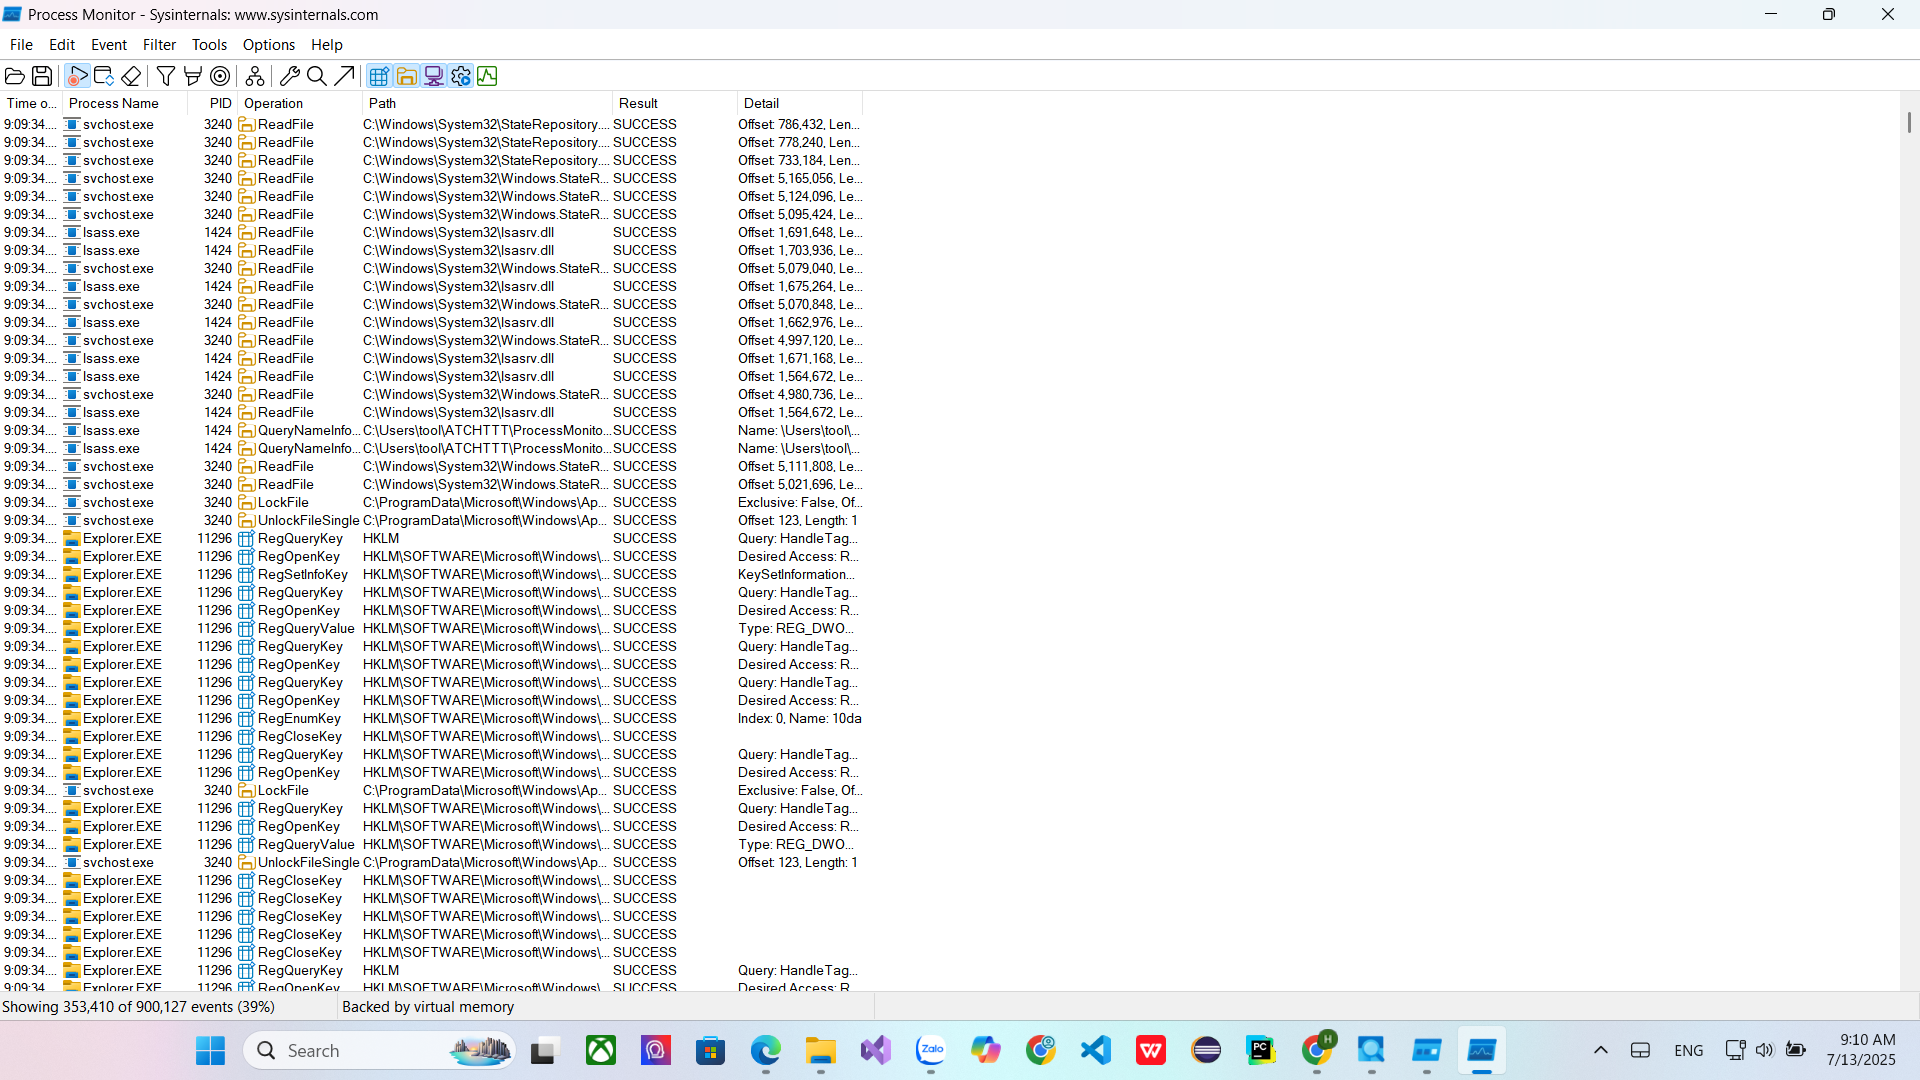 Process Monitor - Sysinternals: www.sysinternals.com
File Edit Event Filter Tools Options Help
Time o... Process Name PID Operation Path Result Detail
9:09:34.... svchost.exe 3240 ReadFile C:\Windows\System32\StateRepository.... SUCCESS Offset: 786,432, Len...
9:09:34.... svchost.exe 3240 ReadFile C:\Windows\System32\StateRepository.... SUCCESS Offset: 778,240, Len...
9:09:34.... svchost.exe 3240 ReadFile C:\Windows\System32\StateRepository.... SUCCESS Offset: 733,184, Len...
9:09:34.... svchost.exe 3240 ReadFile C:\Windows\System32\Windows.StateR... SUCCESS Offset: 5,165,056, Le...
9:09:34.... svchost.exe 3240 ReadFile C:\Windows\System32\Windows.StateR... SUCCESS Offset: 5,124,096, Le...
9:09:34.... svchost.exe 3240 ReadFile C:\Windows\System32\Windows.StateR... SUCCESS Offset: 5,095,424, Le...
9:09:34.... lsass.exe 1424 ReadFile C:\Windows\System32\lsasrv.dll SUCCESS Offset: 1,691,648, Le...
9:09:34.... lsass.exe 1424 ReadFile C:\Windows\System32\lsasrv.dll SUCCESS Offset: 1,703,936, Le...
9:09:34.... svchost.exe 3240 ReadFile C:\Windows\System32\Windows.StateR... SUCCESS Offset: 5,079,040, Le...
9:09:34.... lsass.exe 1424 ReadFile C:\Windows\System32\lsasrv.dll SUCCESS Offset: 1,675,264, Le...
9:09:34.... svchost.exe 3240 ReadFile C:\Windows\System32\Windows.StateR... SUCCESS Offset: 5,070,848, Le...
9:09:34.... lsass.exe 1424 ReadFile C:\Windows\System32\lsasrv.dll SUCCESS Offset: 1,662,976, Le...
9:09:34.... svchost.exe 3240 ReadFile C:\Windows\System32\Windows.StateR... SUCCESS Offset: 4,997,120, Le...
9:09:34.... lsass.exe 1424 ReadFile C:\Windows\System32\lsasrv.dll SUCCESS Offset: 1,671,168, Le...
9:09:34.... lsass.exe 1424 ReadFile C:\Windows\System32\lsasrv.dll SUCCESS Offset: 1,564,672, Le...
9:09:34.... svchost.exe 3240 ReadFile C:\Windows\System32\Windows.StateR... SUCCESS Offset: 4,980,736, Le...
9:09:34.... lsass.exe 1424 ReadFile C:\Windows\System32\lsasrv.dll SUCCESS Offset: 1,564,672, Le...
9:09:34.... lsass.exe 1424 QueryNameInfo... C:\Users\tool\ATCHTTT\ProcessMonito... SUCCESS Name: \Users\tool\...
9:09:34.... lsass.exe 1424 QueryNameInfo... C:\Users\tool\ATCHTTT\ProcessMonito... SUCCESS Name: \Users\tool\...
9:09:34.... svchost.exe 3240 ReadFile C:\Windows\System32\Windows.StateR... SUCCESS Offset: 5,111,808, Le...
9:09:34.... svchost.exe 3240 ReadFile C:\Windows\System32\Windows.StateR... SUCCESS Offset: 5,021,696, Le...
9:09:34.... svchost.exe 3240 LockFile C:\ProgramData\Microsoft\Windows\Ap... SUCCESS Exclusive: False, Of...
9:09:34.... svchost.exe 3240 UnlockFileSingle C:\ProgramData\Microsoft\Windows\Ap... SUCCESS Offset: 123, Length: 1
9:09:34.... Explorer.EXE 11296 RegQueryKey HKLM SUCCESS Query: HandleTag...
9:09:34.... Explorer.EXE 11296 RegOpenKey HKLM\SOFTWARE\Microsoft\Windows\... SUCCESS Desired Access: R...
9:09:34.... Explorer.EXE 11296 RegSetInfoKey HKLM\SOFTWARE\Microsoft\Windows\... SUCCESS KeySetInformation...
9:09:34.... Explorer.EXE 11296 RegQueryKey HKLM\SOFTWARE\Microsoft\Windows\... SUCCESS Query: HandleTag...
9:09:34.... Explorer.EXE 11296 RegOpenKey HKLM\SOFTWARE\Microsoft\Windows\... SUCCESS Desired Access: R...
9:09:34.... Explorer.EXE 11296 RegQueryValue HKLM\SOFTWARE\Microsoft\Windows\... SUCCESS Type: REG_DWO...
9:09:34.... Explorer.EXE 11296 RegQueryKey HKLM\SOFTWARE\Microsoft\Windows\... SUCCESS Query: HandleTag...
9:09:34.... Explorer.EXE 11296 RegOpenKey HKLM\SOFTWARE\Microsoft\Windows\... SUCCESS Desired Access: R...
9:09:34.... Explorer.EXE 11296 RegQueryKey HKLM\SOFTWARE\Microsoft\Windows\... SUCCESS Query: HandleTag...
9:09:34.... Explorer.EXE 11296 RegOpenKey HKLM\SOFTWARE\Microsoft\Windows\... SUCCESS Desired Access: R...
9:09:34.... Explorer.EXE 11296 RegEnumKey HKLM\SOFTWARE\Microsoft\Windows\... SUCCESS Index: 0, Name: 10da
9:09:34.... Explorer.EXE 11296 RegCloseKey HKLM\SOFTWARE\Microsoft\Windows\... SUCCESS
9:09:34.... Explorer.EXE 11296 RegQueryKey HKLM\SOFTWARE\Microsoft\Windows\... SUCCESS Query: HandleTag...
9:09:34.... Explorer.EXE 11296 RegOpenKey HKLM\SOFTWARE\Microsoft\Windows\... SUCCESS Desired Access: R...
9:09:34.... svchost.exe 3240 LockFile C:\ProgramData\Microsoft\Windows\Ap... SUCCESS Exclusive: False, Of...
9:09:34.... Explorer.EXE 11296 RegQueryKey HKLM\SOFTWARE\Microsoft\Windows\... SUCCESS Query: HandleTag...
9:09:34.... Explorer.EXE 11296 RegOpenKey HKLM\SOFTWARE\Microsoft\Windows\... SUCCESS Desired Access: R...
9:09:34.... Explorer.EXE 11296 RegQueryValue HKLM\SOFTWARE\Microsoft\Windows\... SUCCESS Type: REG_DWO...
9:09:34.... svchost.exe 3240 UnlockFileSingle C:\ProgramData\Microsoft\Windows\Ap... SUCCESS Offset: 123, Length: 1
9:09:34.... Explorer.EXE 11296 RegCloseKey HKLM\SOFTWARE\Microsoft\Windows\... SUCCESS
9:09:34.... Explorer.EXE 11296 RegCloseKey HKLM\SOFTWARE\Microsoft\Windows\... SUCCESS
9:09:34.... Explorer.EXE 11296 RegCloseKey HKLM\SOFTWARE\Microsoft\Windows\... SUCCESS
9:09:34.... Explorer.EXE 11296 RegCloseKey HKLM\SOFTWARE\Microsoft\Windows\... SUCCESS
9:09:34.... Explorer.EXE 11296 RegCloseKey HKLM\SOFTWARE\Microsoft\Windows\... SUCCESS
9:09:34.... Explorer.EXE 11296 RegQueryKey HKLM SUCCESS Query: HandleTag...
9:09:34.... Explorer.EXE 11296 RegOpenKey HKLM\SOFTWARE\Microsoft\Windows\... SUCCESS Desired Access: R...
Showing 353,410 of 900,127 events (39%) Backed by virtual memory
Search Zalo W PC H ENG 9:10 AM
7/13/2025